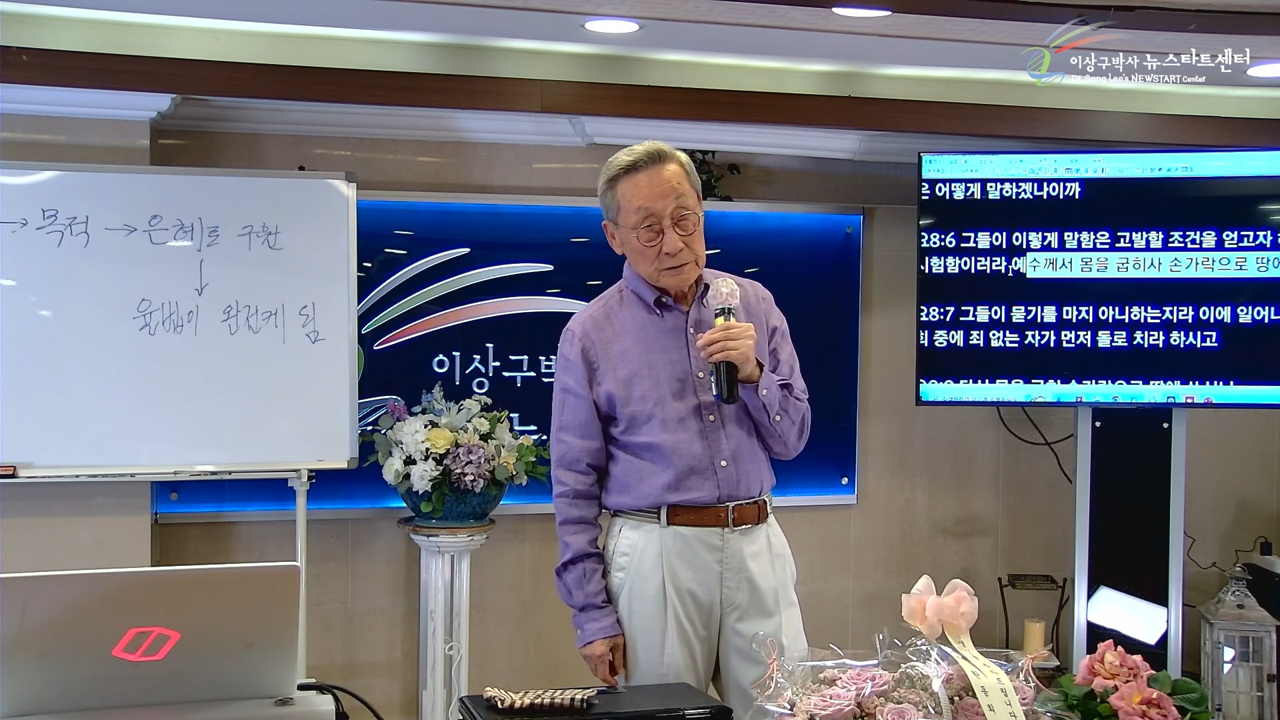 이상구박사 뉴스타트센터
Dr. Sang Lee's NEWSTART Center
→ 목적 → 은혜로 구원
↓
율법이 완전케 됨
이상구박
은 어떻게 말하겠나이까
28:6 그들이 이렇게 말함은 고발할 조건을 얻고자
시험함이러라 예수께서 몸을 굽히사 손가락으로 땅에
28:7 그들이 묻기를 마지 아니하는지라 이에 일어나
희 중에 죄 없는 자가 먼저 돌로 치라 하시고